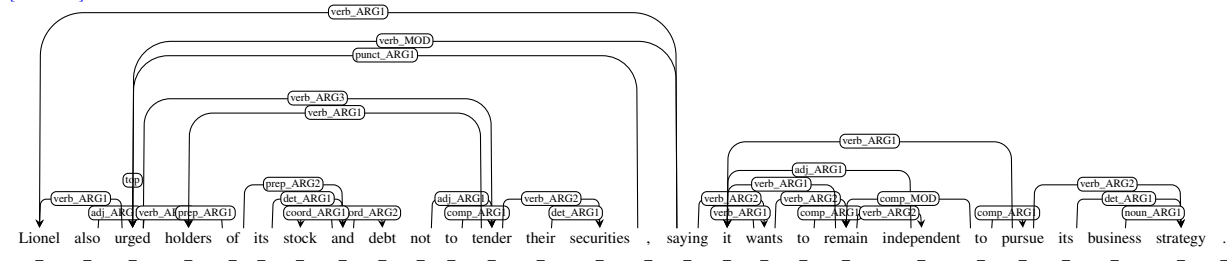 verb_ARG1
verb_MOD
punct_ARG1
verb_ARG3
verb_ARG1
verb_ARG1
top
adj_ARG1
prep_ARG2
verb_ARG1
det_ARG1
adj_ARG1
verb_ARG2
verb_ARG1
verb_ARG2
verb_ARG2
comp_MOD
verb_ARG2
det_ARG1
prep_ARG1
coord_ARG1
comp_ARG1
det_ARG1
verb_ARG1
verb_ARG2
comp_ARG1
noun_ARG1
Lionel also urged holders of its stock and debt not to tender their securities , saying it wants to remain independent to pursue its business strategy .